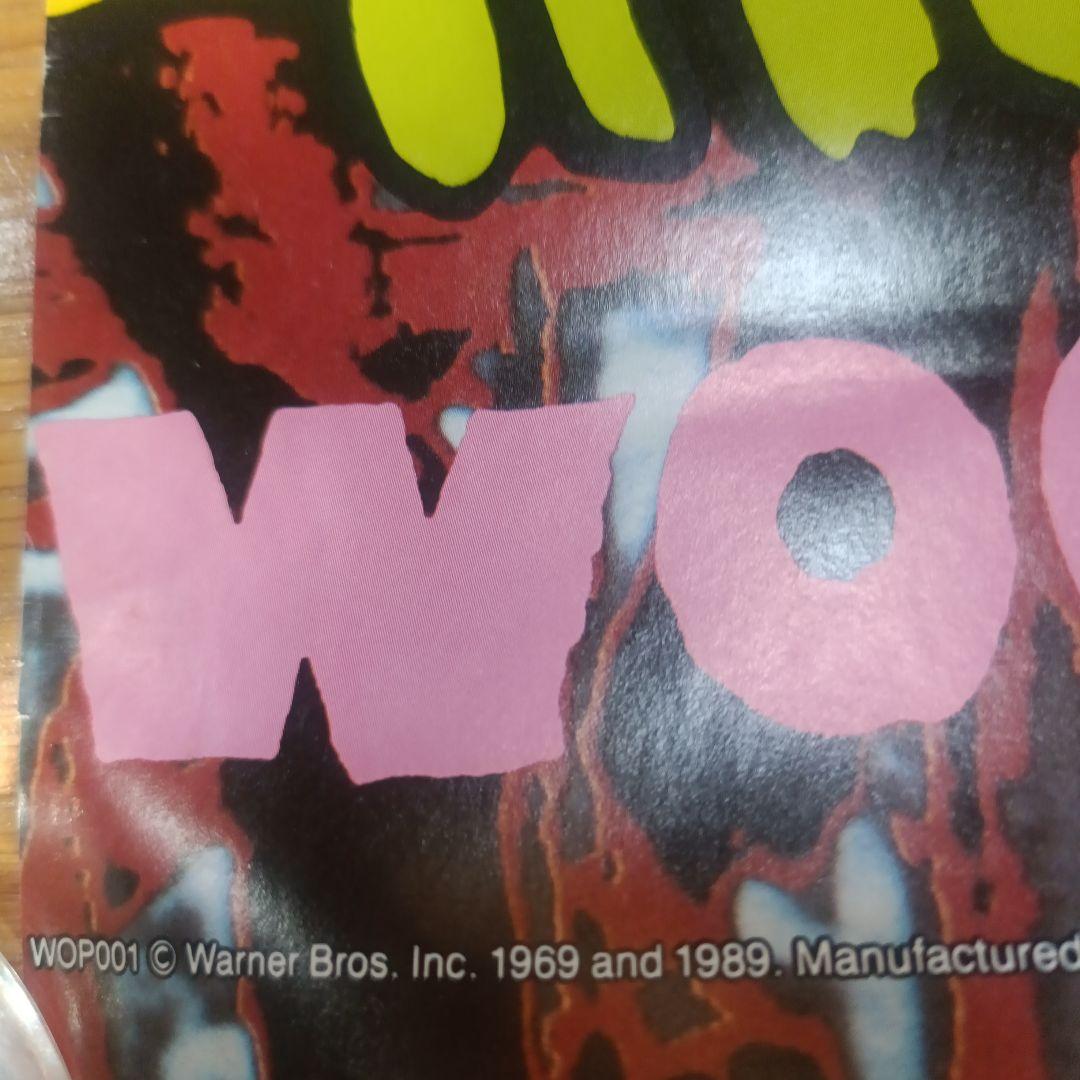 WO
WOP001 © Warner Bros. Inc. 1969 and 1989. Manufactured